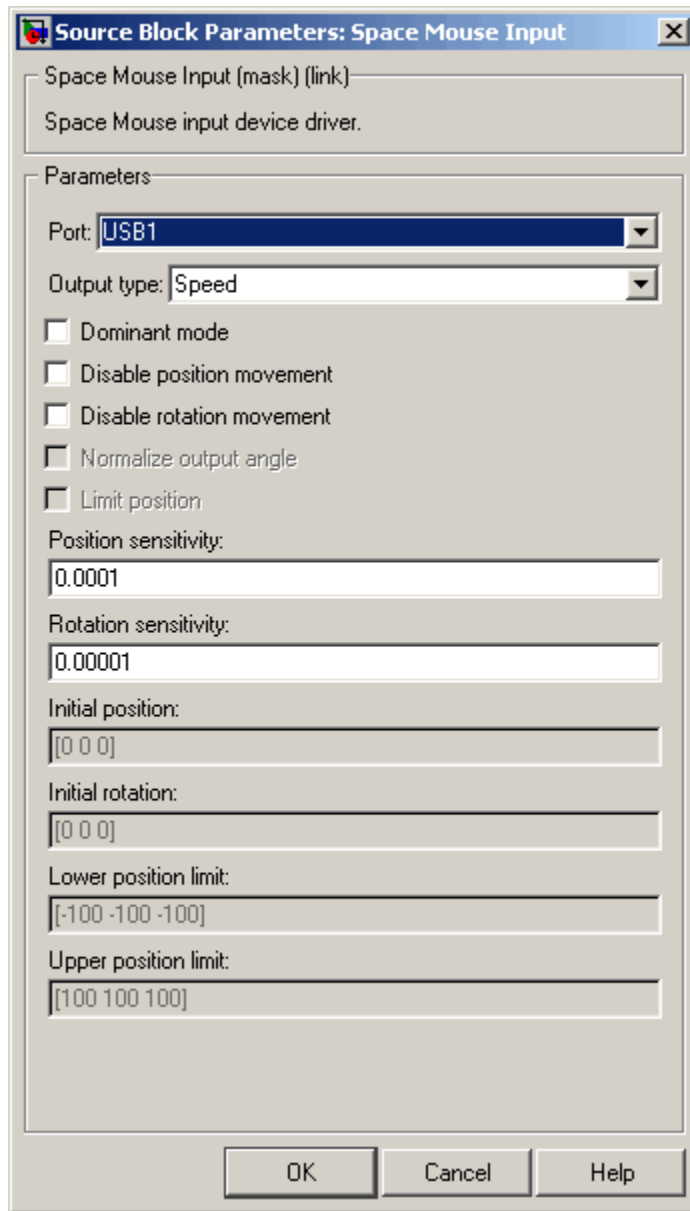 Source Block Parameters: Space Mouse Input
Space Mouse Input (mask) (link)
Space Mouse input device driver.
Parameters
Port: USB1
Output type: Speed
Dominant mode
Disable position movement
Disable rotation movement
Normalize output angle
Limit position
Position sensitivity:
0.0001
Rotation sensitivity:
0.00001
Initial position:
[0 0 0]
Initial rotation:
[0 0 0]
Lower position limit:
[-100 -100 -100]
Upper position limit:
[100 100 100]
OK Cancel Help